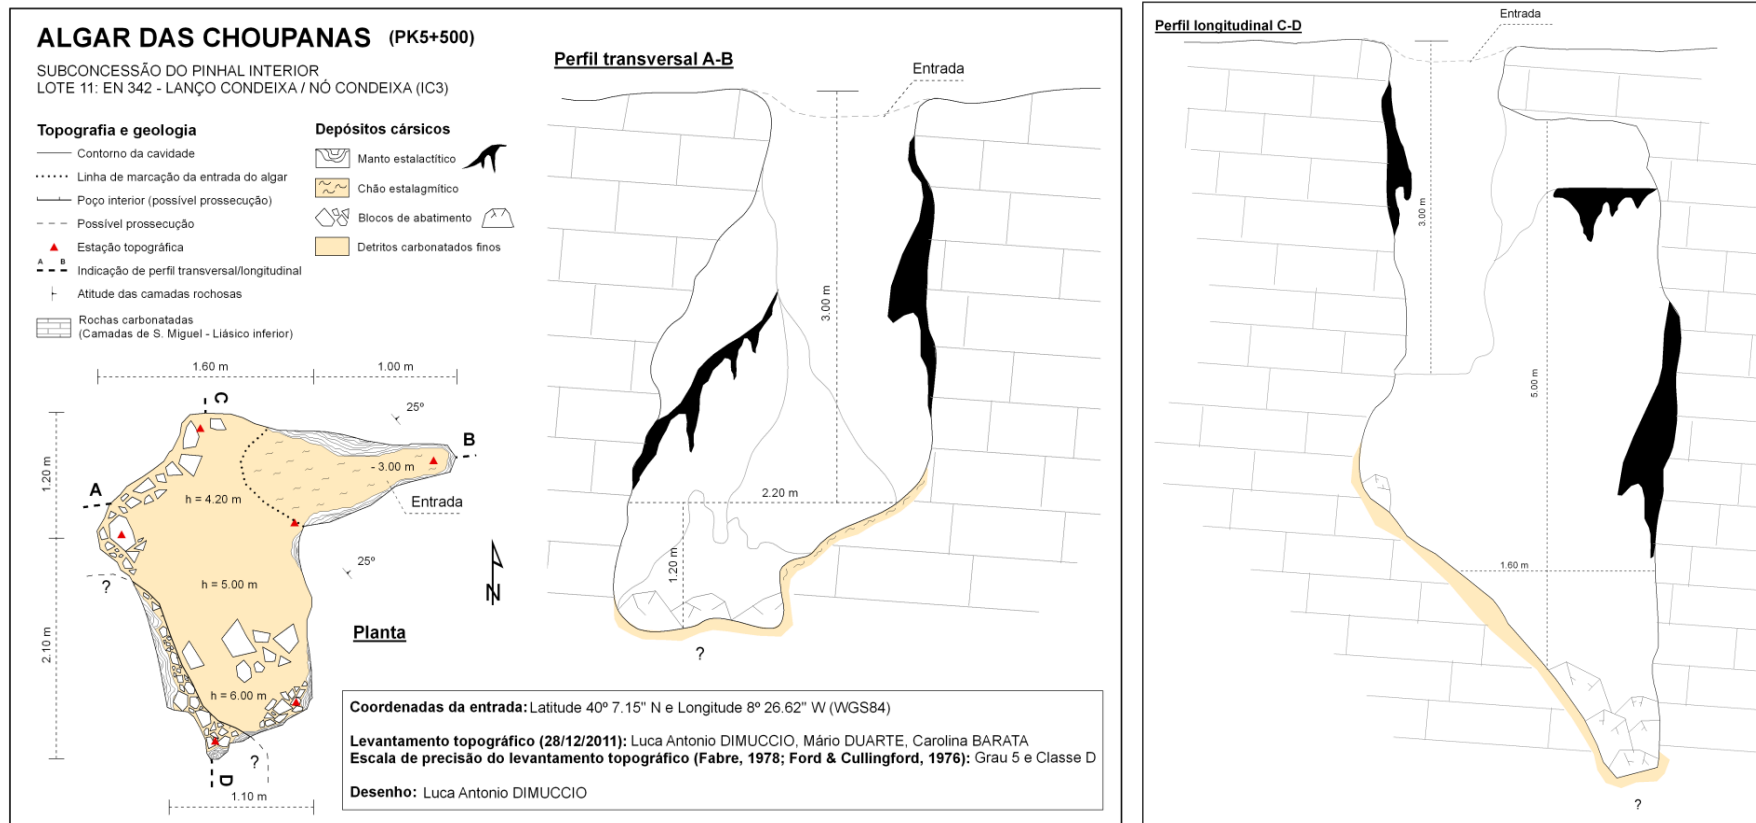 ALGAR DAS CHOUPANAS (PK5+500)
SUBCONCESSÃO DO PINHAL INTERIOR
LOTE 11: EN 342 - LANÇO CONDEIXA / NÓ CONDEIXA (IC3)
Topografia e geologia
Contorno da cavidade
Linha de marcação da entrada do algar
Poço interior (possível prossecução)
Possível prossecução
Estação topográfica
A B
Indicação de perfil transversal/longitudinal
Atitude das camadas rochosas
Rochas carbonatadas
(Camadas de S. Miguel - Liásico inferior)
Depósitos cársicos
Manto estalactítico
Chão estalagmítico
Blocos de abatimento
Detritos carbonatados finos
1.60 m
1.00 m
C
25º
B
- 3.00 m
A
h = 4.20 m
Entrada
1.20 m
25º
?
h = 5.00 m
N
Planta
2.10 m
h = 6.00 m
?
D
1.10 m
Perfil transversal A-B
Entrada
3.00 m
2.20 m
1.20 m
?
Coordenadas da entrada: Latitude 40º 7.15" N e Longitude 8º 26.62" W (WGS84)
Levantamento topográfico (28/12/2011): Luca Antonio DIMUCCIO, Mário DUARTE, Carolina BARATA
Escala de precisão do levantamento topográfico (Fabre, 1978; Ford & Cullingford, 1976): Grau 5 e Classe D
Desenho: Luca Antonio DIMUCCIO
Perfil longitudinal C-D
Entrada
3.00 m
5.00 m
1.60 m
?